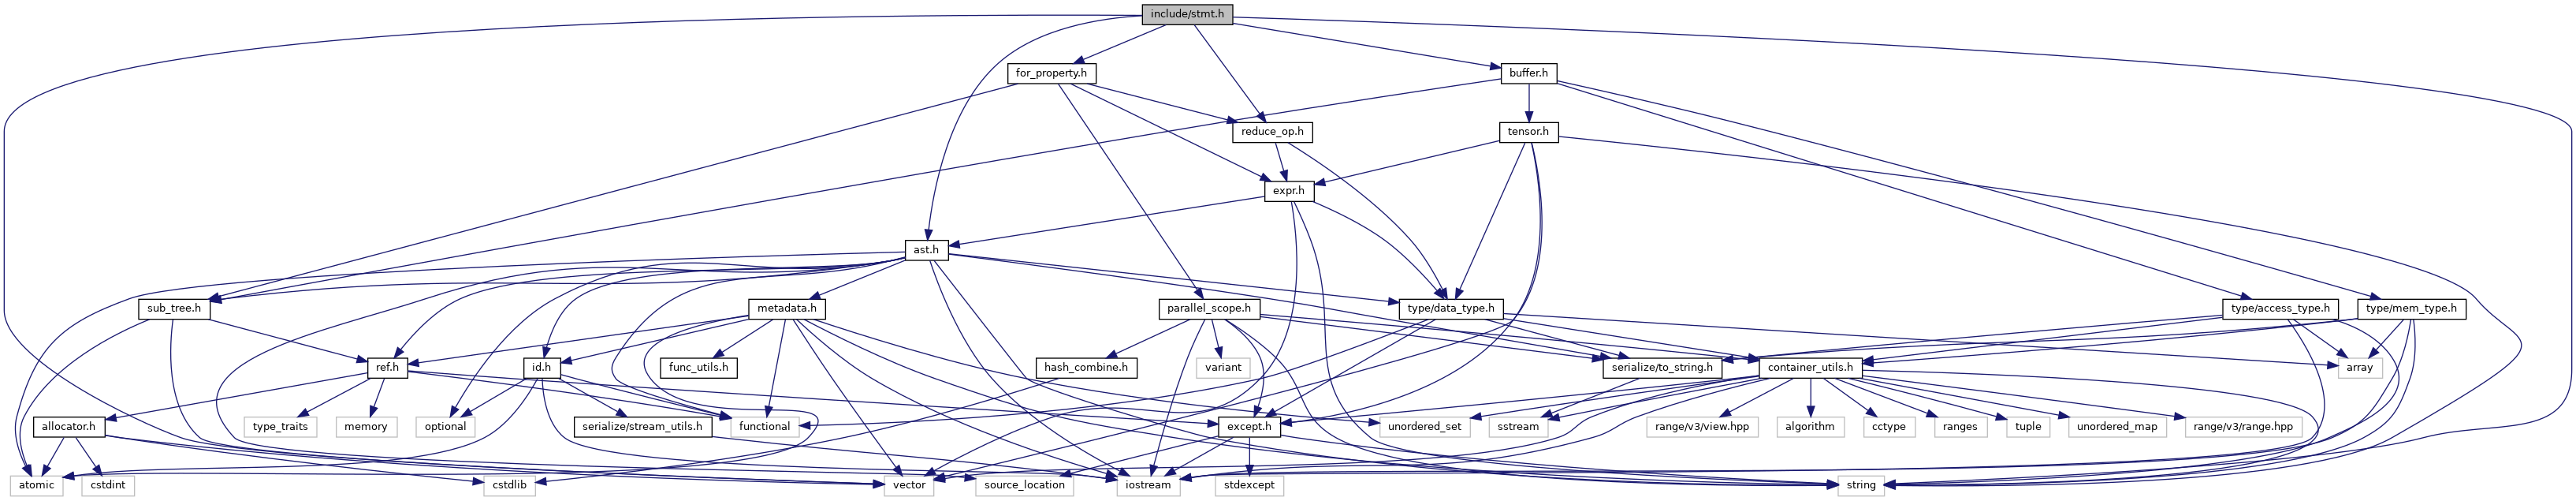 include/stmt.h
for_property.h
buffer.h
reduce_op.h
tensor.h
expr.h
ast.h
sub_tree.h
metadata.h
parallel_scope.h
type/data_type.h
type/access_type.h
type/mem_type.h
ref.h
id.h
func_utils.h
hash_combine.h
variant
serialize/to_string.h
container_utils.h
array
allocator.h
type_traits
memory
optional
serialize/stream_utils.h
functional
except.h
unordered_set
sstream
range/v3/view.hpp
algorithm
cctype
ranges
tuple
unordered_map
range/v3/range.hpp
atomic
cstdint
cstdlib
vector
source_location
iostream
stdexcept
string